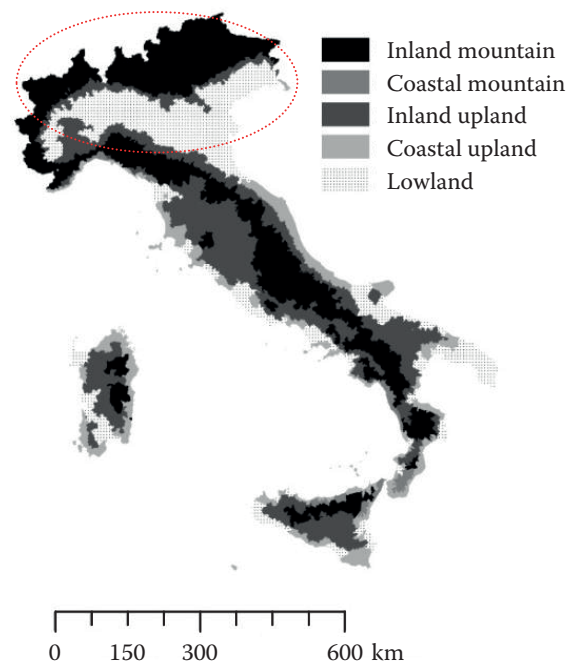 Inland mountain
Coastal mountain
Inland upland
Coastal upland
Lowland
0 150 300 600 km